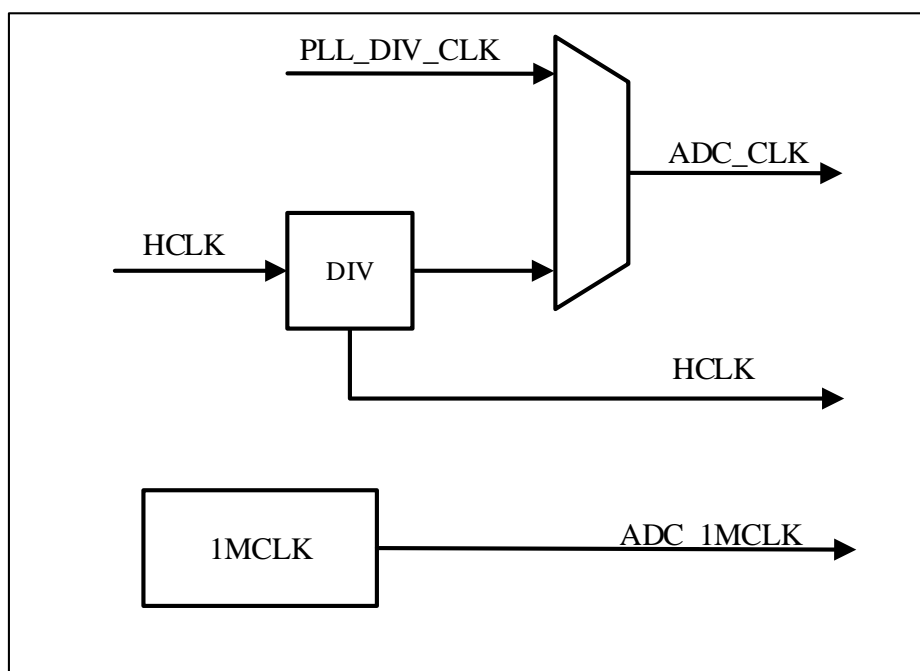 PLL_DIV_CLK
ADC_CLK
HCLK
DIV
HCLK
1MCLK
ADC_1MCLK